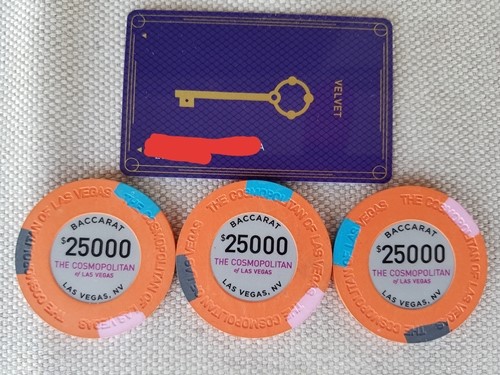 VELVET
BACCARAT
$25000
THE COSMOPOLITAN
of LAS VEGAS
LAS VEGAS, NV
THE COSMOPOLITAN OF LAS VEGAS
BACCARAT
$25000
THE COSMOPOLITAN
of LAS VEGAS
LAS VEGAS, NV
THE COSMOPOLITAN OF LAS VEGAS
BACCARAT
$25000
THE COSMOPOLITAN
of LAS VEGAS
LAS VEGAS, NV
THE COSMOPOLITAN OF LAS VEGAS